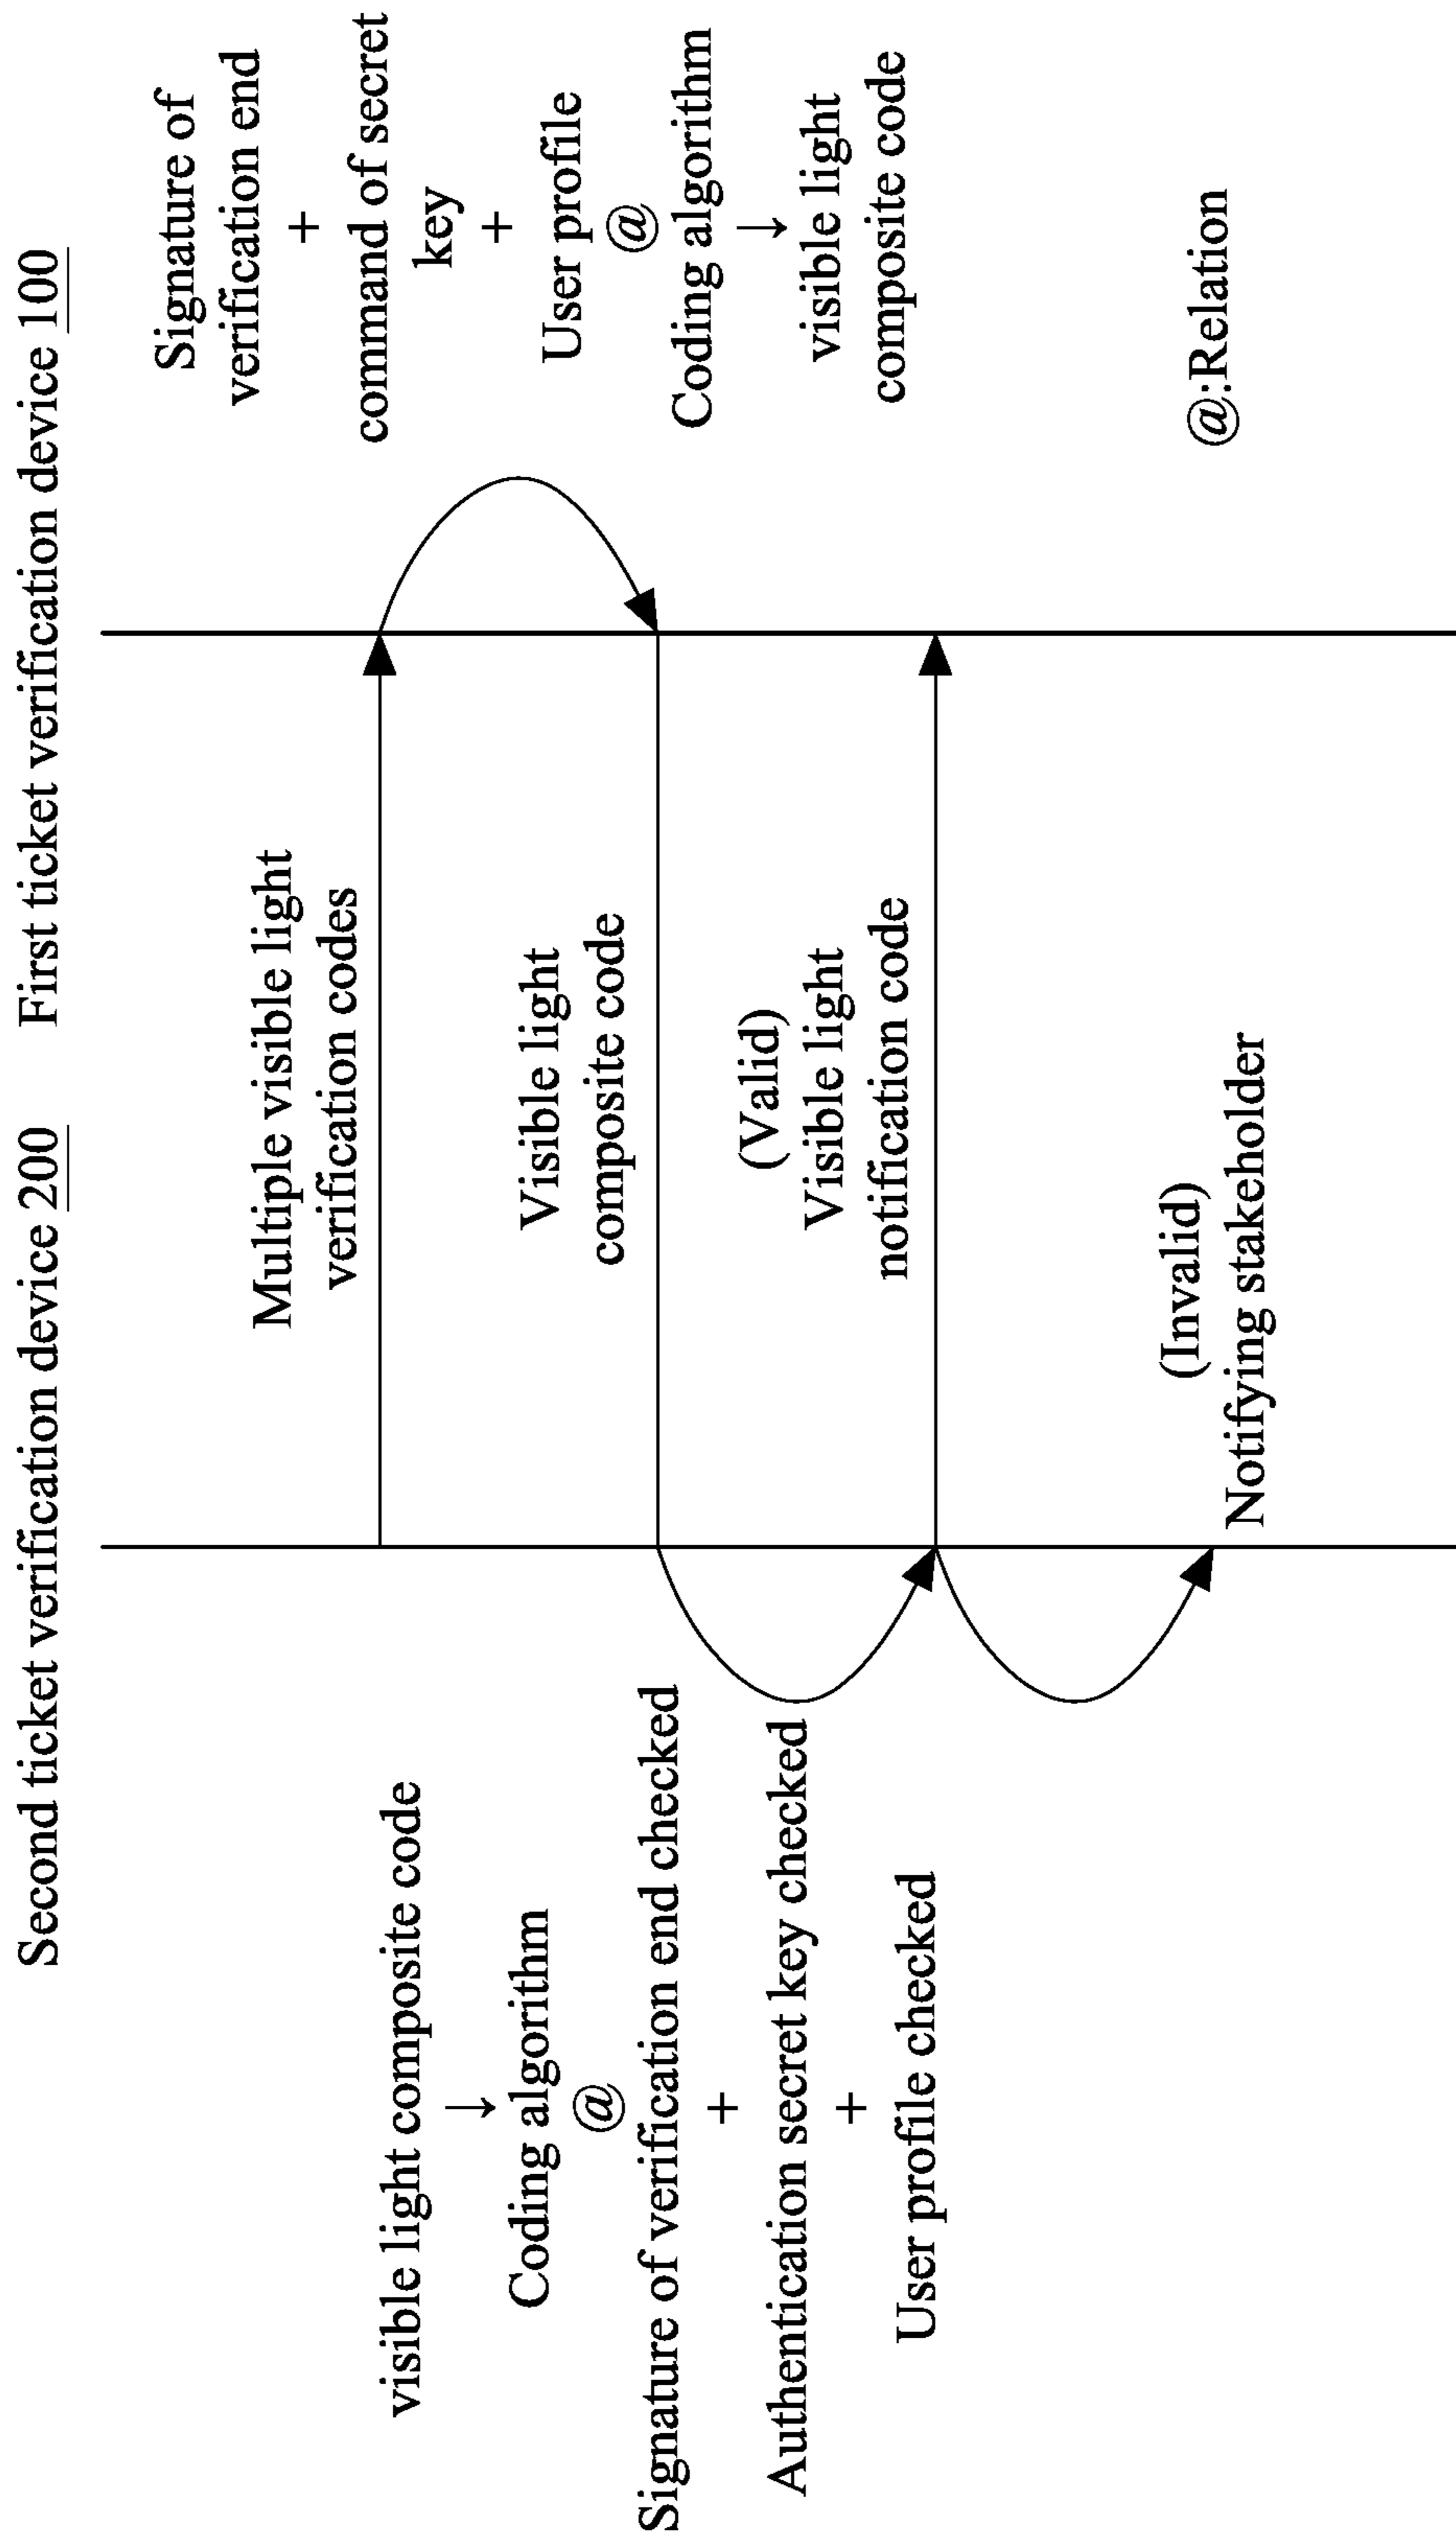 Second ticket verification device 200
First ticket verification device 100
Multiple visible light
verification codes
Signature of
verification end
+
command of secret
key
+
User profile
@
Coding algorithm
↓
visible light
composite code
Visible light
composite code
visible light composite code
↓
Coding algorithm
@
Signature of verification end checked
+
Authentication secret key checked
+
User profile checked
(Valid)
Visible light
notification code
(Invalid)
Notifying stakeholder
@:Relation